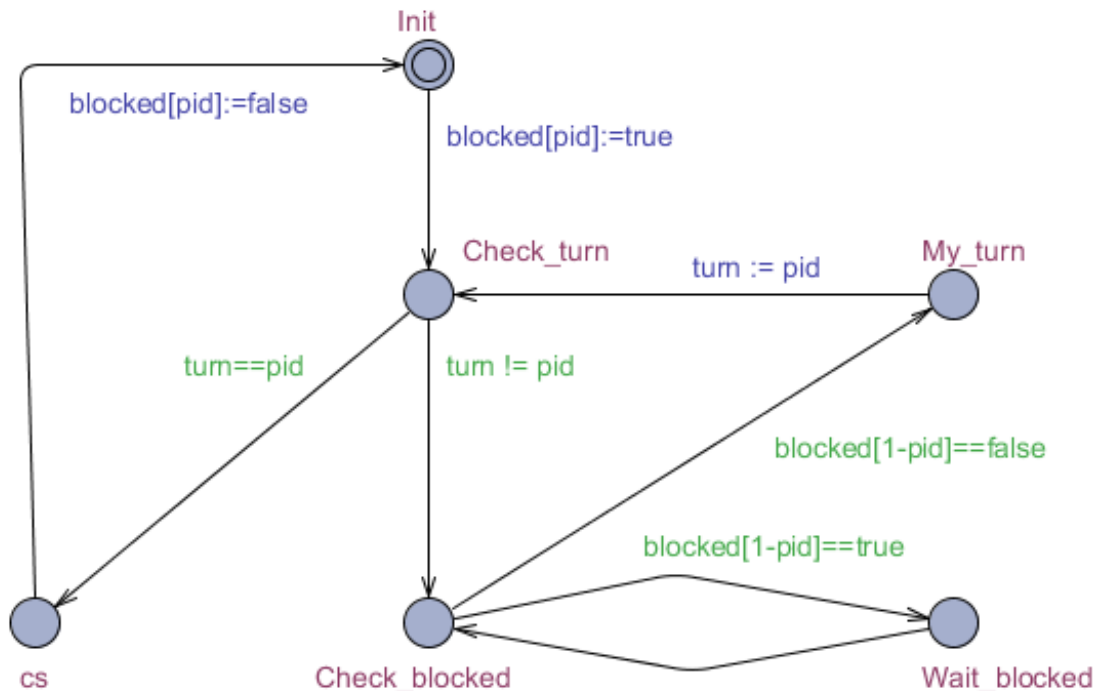 Init
blocked[pid]:=false
blocked[pid]:=true
Check_turn
My_turn
turn := pid
turn==pid
turn != pid
blocked[1-pid]==false
blocked[1-pid]==true
cs
Check_blocked
Wait_blocked